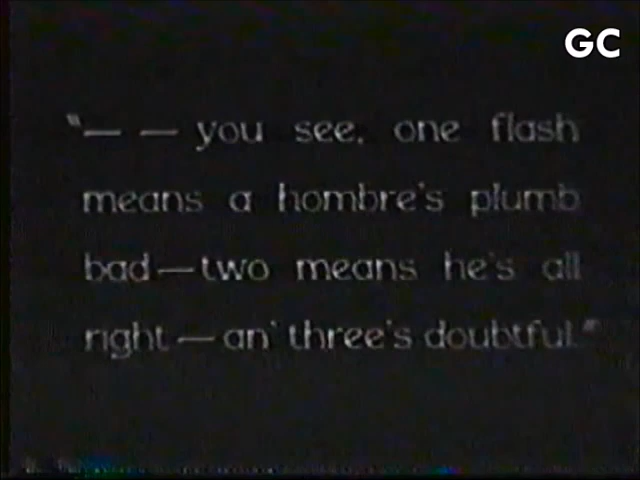 GC
"— — you see, one flash
means a hombre's plumb
bad — two means he's all
right — an' three's doubtful."